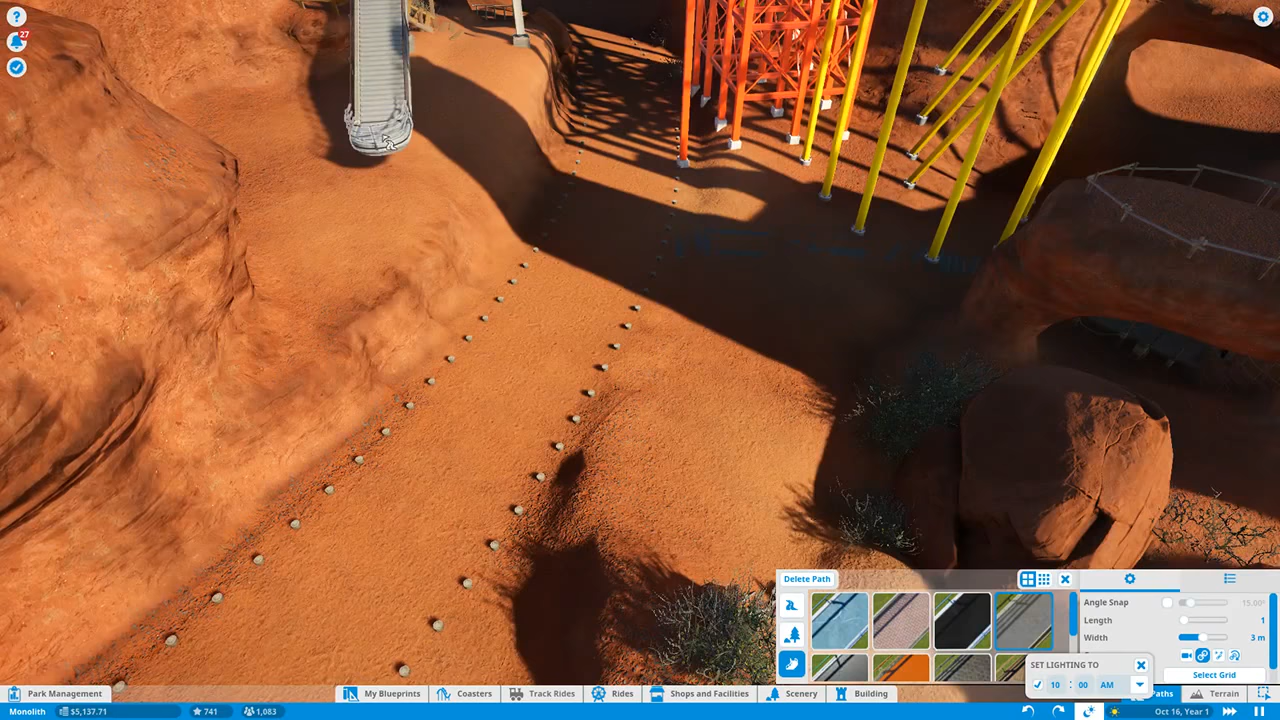 ?
27
Delete Path
Angle Snap 15.00°
Length 1
Width 3 m
Select Grid
SET LIGHTING TO
10 : 00 AM
Park Management
My Blueprints
Coasters
Track Rides
Rides
Shops and Facilities
Scenery
Building
Paths
Terrain
Monolith
$5,137.71
741
1,083
Oct 16, Year 1